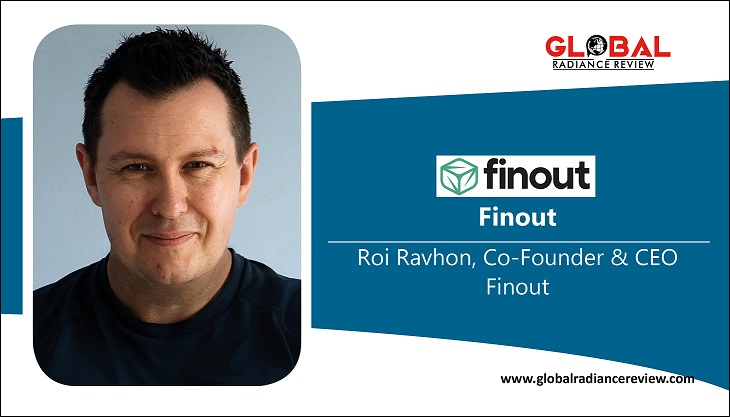 GLOBAL
RADIANCE REVIEW
finout
Finout
Roi Ravhon, Co-Founder & CEO
Finout
www.globalradiancereview.com